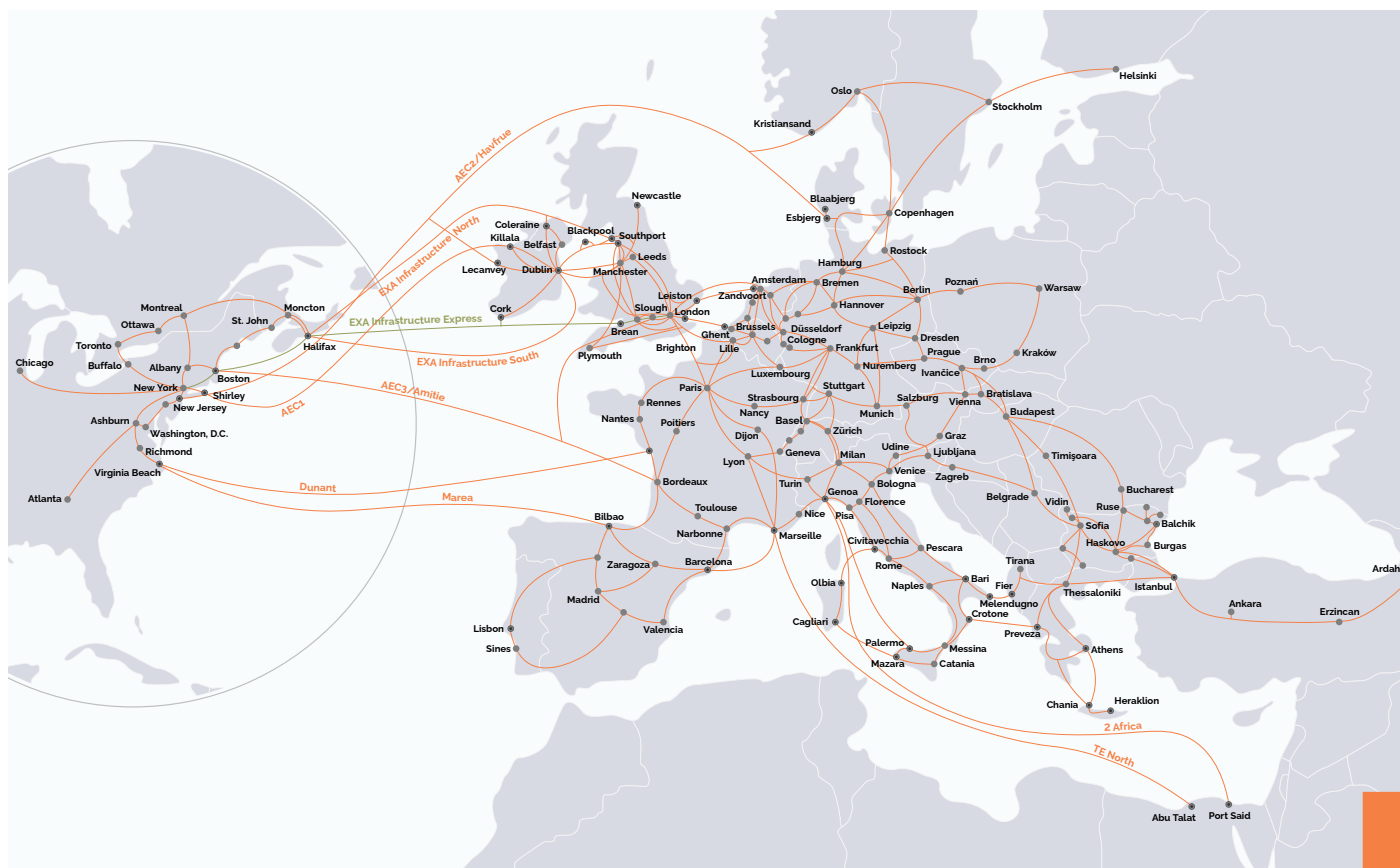 Helsinki
Oslo
Stockholm
Kristiansand
AEC2/Havfrue
Newcastle
Blaabjerg
Esbjerg
Copenhagen
EXA Infrastructure North
Coleraine
Killala
Belfast
Blackpool
Southport
Leeds
Lecanvey
Dublin
Manchester
Rostock
Hamburg
Amsterdam
Bremen
Berlin
Poznań
Warsaw
Leiston
Zandvoort
Hannover
Montreal
Moncton
Cork
Slough
London
St. John
Ottawa
EXA Infrastructure Express
Brean
Ghent
Brussels
Düsseldorf
Leipzig
Dresden
Toronto
Halifax
Plymouth
Brighton
Lille
Cologne
Frankfurt
Prague
Brno
Kraków
Chicago
Buffalo
Albany
Boston
EXA Infrastructure South
Luxembourg
Nuremberg
Ivančice
New York
Shirley
AEC3/Amitie
Paris
Stuttgart
New Jersey
AEC1
Rennes
Strasbourg
Nancy
Munich
Salzburg
Vienna
Bratislava
Budapest
Ashburn
Washington, D.C.
Nantes
Poitiers
Dijon
Basel
Zürich
Graz
Richmond
Virginia Beach
Lyon
Geneva
Milan
Udine
Ljubljana
Timişoara
Venice
Zagreb
Dunant
Bordeaux
Turin
Bologna
Atlanta
Marea
Genoa
Florence
Belgrade
Vidin
Bucharest
Ruse
Bilbao
Toulouse
Nice
Pisa
Sofia
Balchik
Narbonne
Marseille
Civitavecchia
Pescara
Haskovo
Burgas
Zaragoza
Barcelona
Rome
Tirana
Ardah
Olbia
Naples
Bari
Fier
Thessaloniki
Istanbul
Madrid
Melendugno
Ankara
Erzincan
Cagliari
Crotone
Lisbon
Valencia
Preveza
Sines
Palermo
Messina
Athens
Mazara
Catania
Chania
Heraklion
2 Africa
TE North
Abu Talat
Port Said